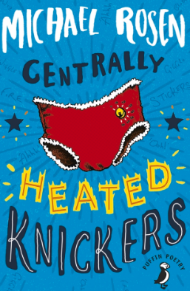 MICHAEL ROSEN
CENTRALLY
HEATED
KNICKERS
Puffin Poetry